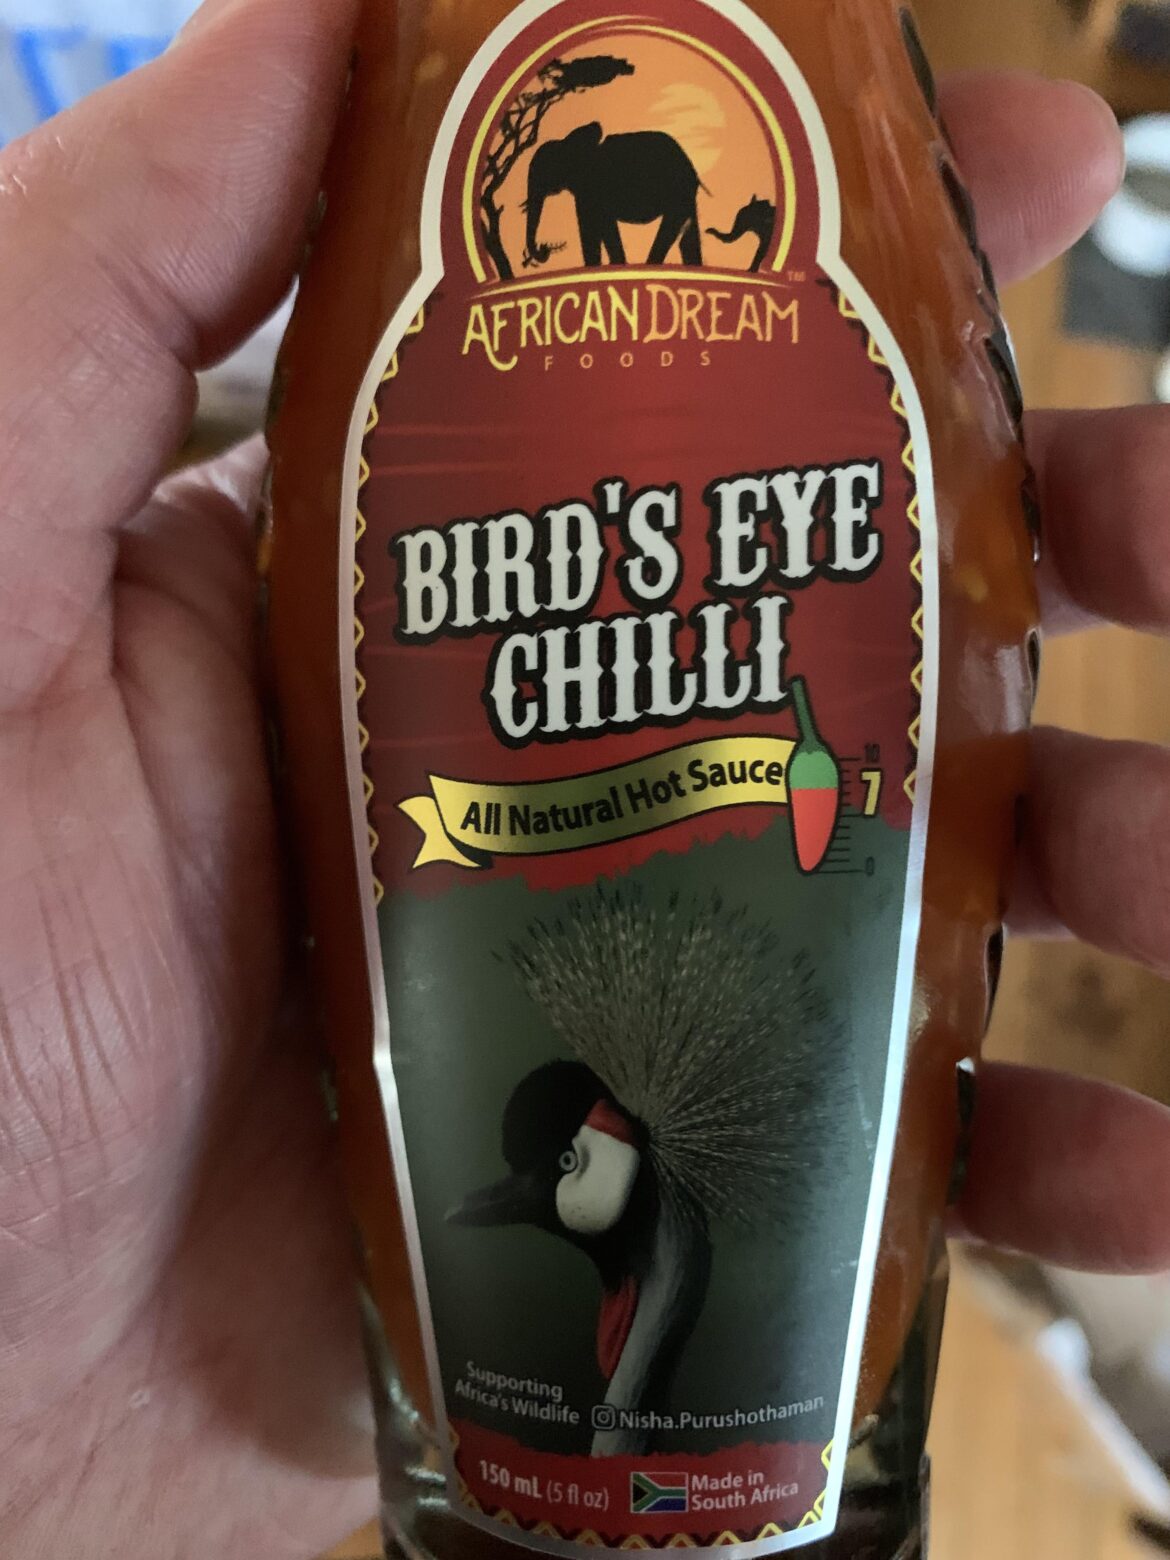 AFRICAN DREAM™
FOODS
BIRD'S EYE
CHILLI
All Natural Hot Sauce
10
7
0
Supporting
Africa's Wildlife
Nisha.Purushothaman
150 mL (5 fl oz)
Made in
South Africa